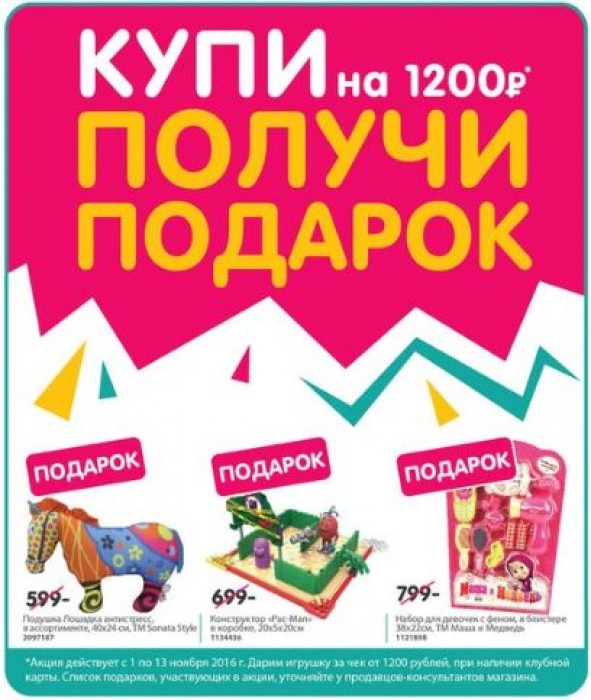 КУПИ на 1200₽*
ПОЛУЧИ
ПОДАРОК
ПОДАРОК
599-
Подушка Лошадка антистресс,
в ассортименте, 40х24 см, ТМ Sonata Style
2097187
ПОДАРОК
699-
Конструктор «Pac-Man»
в коробке, 20х5х20см
1134436
ПОДАРОК
Маша и Медведь
799-
Набор для девочек с феном, в блистере
38х22см, ТМ Маша и Медведь
1121898
*Акция действует с 1 по 13 ноября 2016 г. Дарим игрушку за чек от 1200 рублей, при наличии клубной
карты. Список подарков, участвующих в акции, уточняйте у продавцов-консультантов магазина.